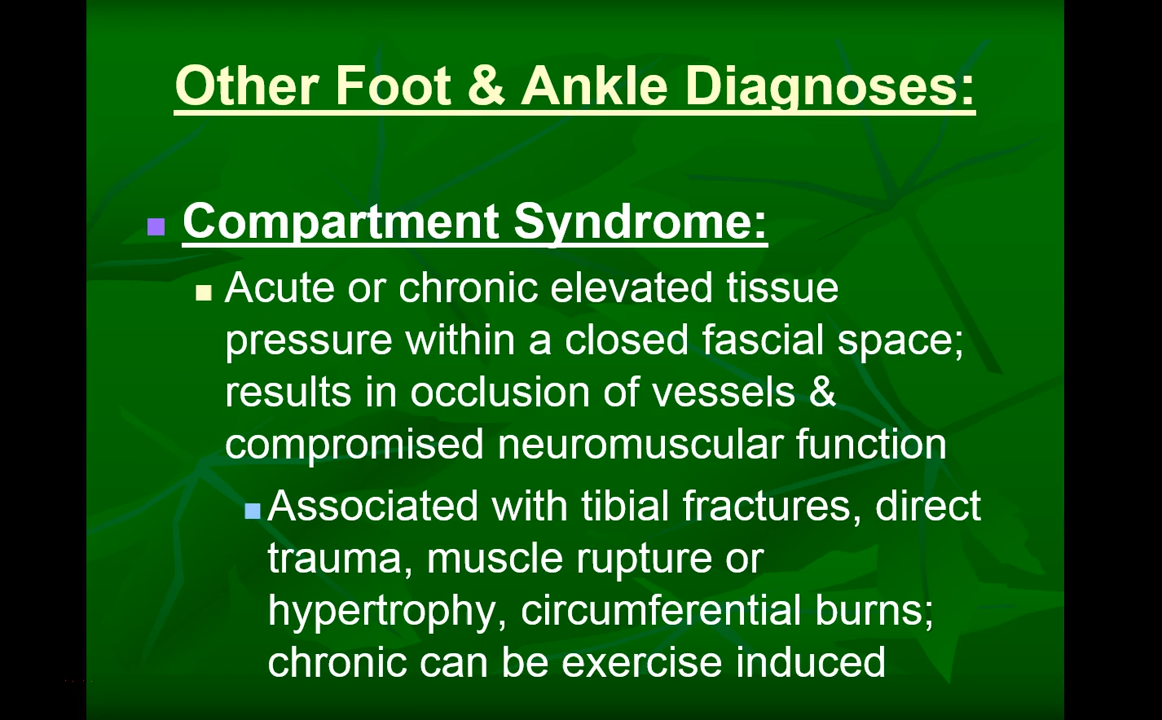 Other Foot & Ankle Diagnoses:
Compartment Syndrome:
Acute or chronic elevated tissue
pressure within a closed fascial space;
results in occlusion of vessels &
compromised neuromuscular function
Associated with tibial fractures, direct
trauma, muscle rupture or
hypertrophy, circumferential burns;
chronic can be exercise induced